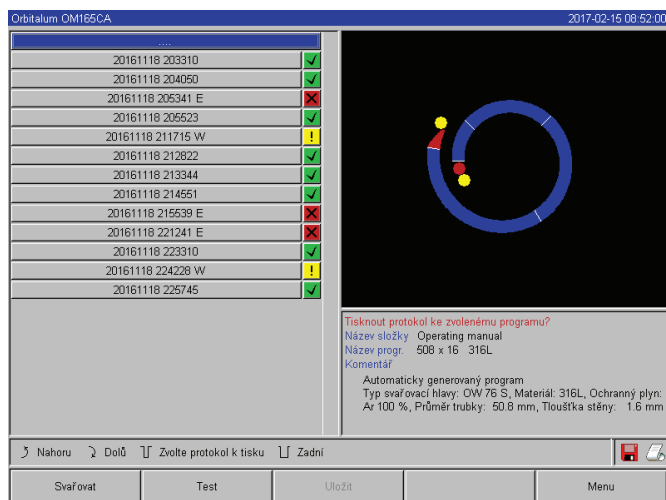 Orbitalum OM165CA 2017-02-15 08:52:00
....
20161118 203310
20161118 204050
20161118 205341 E
20161118 205523
20161118 211715 W
20161118 212822
20161118 213344
20161118 214551
20161118 215539 E
20161118 221241 E
20161118 223310
20161118 224228 W
20161118 225745
Tisknout protokol ke zvolenému programu?
Název složky Operating manual
Název progr. 508 x 16 316L
Komentář
Automaticky generovaný program
Typ svařovací hlavy: OW 76 S, Materiál: 316L, Ochranný plyn:
Ar 100 %, Průměr trubky: 50.8 mm, Tloušťka stěny: 1.6 mm
Nahoru Dolů Zvolte protokol k tisku Zadní
Svařovat Test Uložit Menu